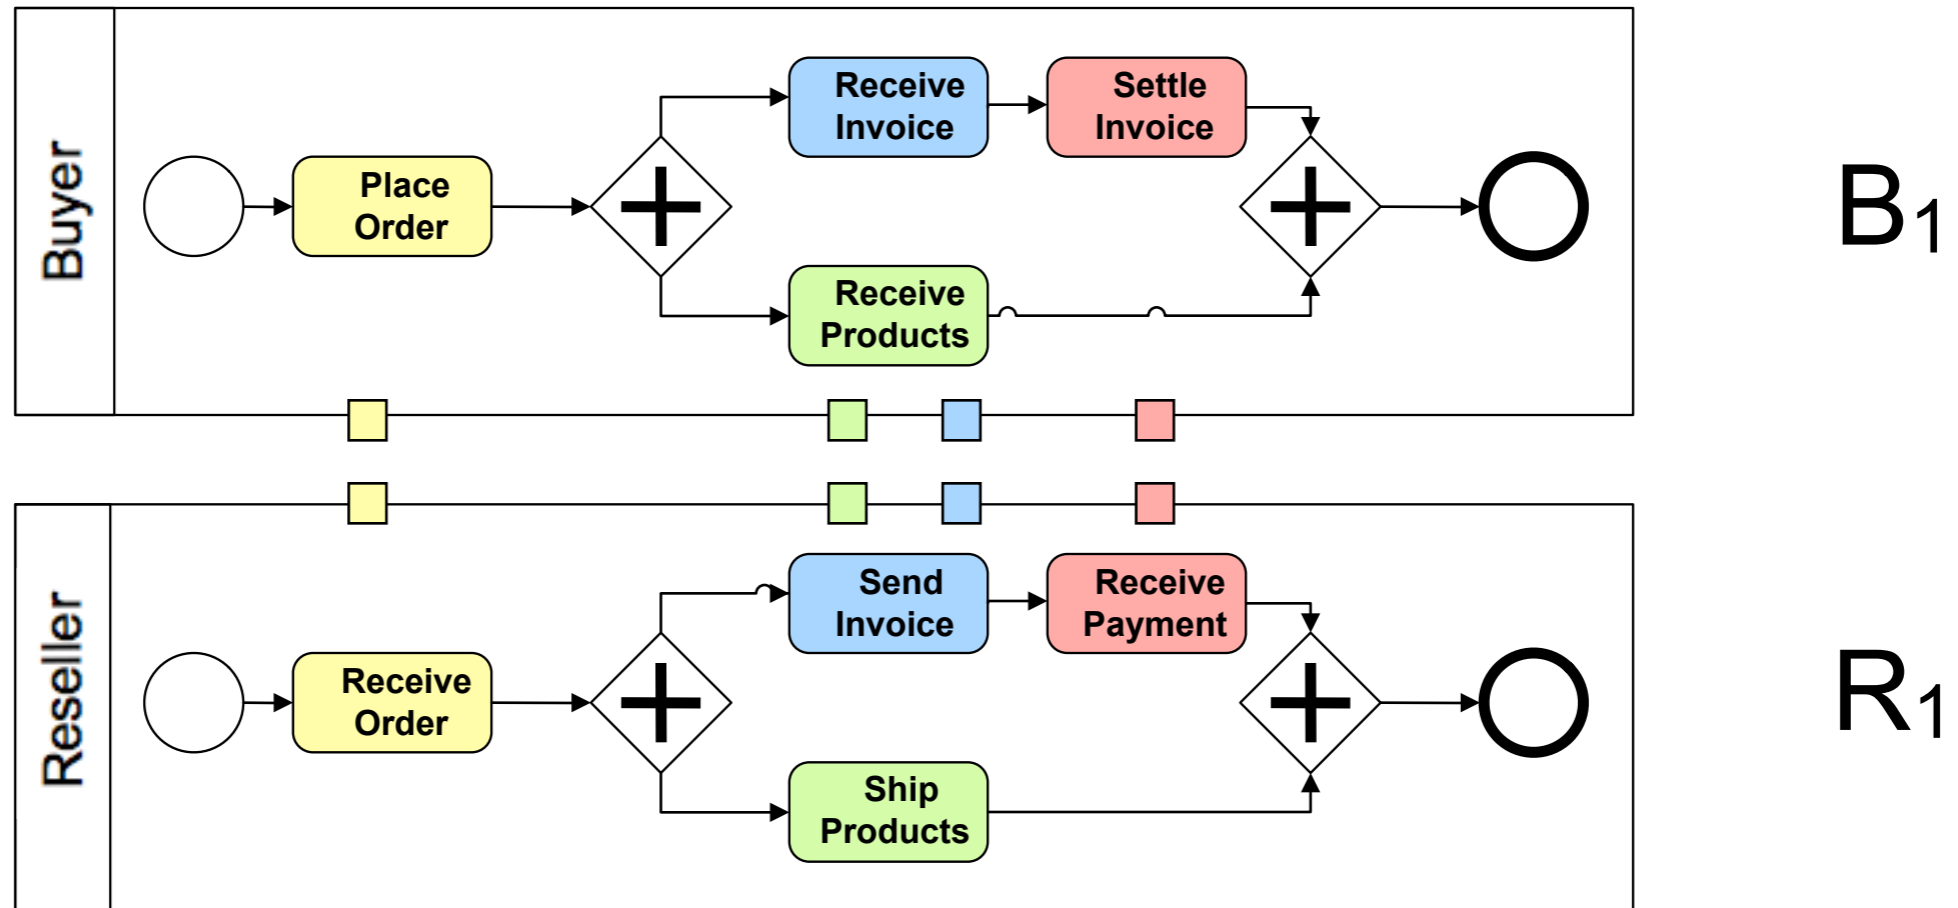 Buyer
Place
Order
Receive
Invoice
Settle
Invoice
Receive
Products
B1
Reseller
Receive
Order
Send
Invoice
Receive
Payment
Ship
Products
R1